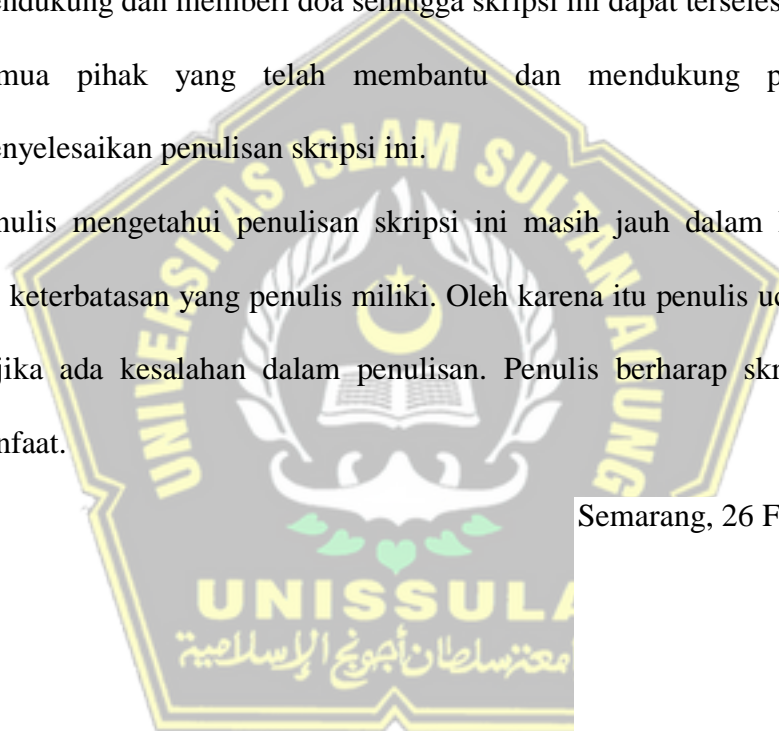 endukung dan memberi doa sehingga skripsi ini dapat terseles
mua pihak yang telah membantu dan mendukung p
enyelesaikan penulisan skripsi ini.
nulis mengetahui penulisan skripsi ini masih jauh dalam
keterbatasan yang penulis miliki. Oleh karena itu penulis uc
jika ada kesalahan dalam penulisan. Penulis berharap skr
nfaat.
Semarang, 26 F
UNIVERSITAS ISLAM SULTAN AGUNG
UNISSULA
جامعتنسلطان أجونج الإسلامية